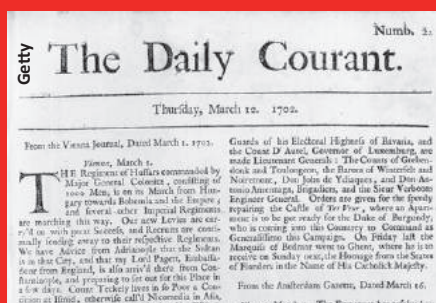 Getty
Numb. 2.
The Daily Courant.
Thurſday, March 12. 1702.
From the Vienna Journal, Dated March 1. 1702.
Vienna, March 1.
THE Regiment of Huſſars commanded by
Major General Colonitz, conſiſting of
1000 Men, is on its March from Hun-
gary towards Bohemia and the Empire;
and ſeveral other Imperial Regiments
are marching this way. Our new Levies are car-
ry'd on with great Succeſs, and Recruits are conti-
nually ſending away to their reſpective Regiments.
We have Advice from Adrianople that the Sultan
is in that City, and that my Lord Paget, Embaſſa-
dour from England, is alſo arriv'd there from Con-
ſtantinople, and preparing to ſet out for this Place in
a few days. Count Teckely lives in ſo Poor a Con-
dition at Iſmid, otherwiſe call'd Nicomedia in Aſia,
Guards of his Electoral Highneſs of Bavaria, and
the Count D'Autel, Governor of Luxemburg, are
made Lieutenant Generals: The Counts of
and Toulongeon, the Barons of Winterfelt and
Noirmont, Don John de Ydiaques, and Don An-
tonio Amenzaga, Brigadiers, and the Sieur Verboom
Engineer General. Orders are given for the ſpeedy
repairing the Caſtle of Ter Vure, where an Apart-
ment is to be got ready for the Duke of Burgundy,
who is coming into this Country to Command as
Generaliſſimo this Campaign. On Friday laſt the
Marqueſs of Bedmar went to Ghent, where he is to
receive on Sunday next, the Homage from the States
of Flanders in the Name of His Catholick Majeſty.
From the Amſterdam Gazette, Dated March 16.